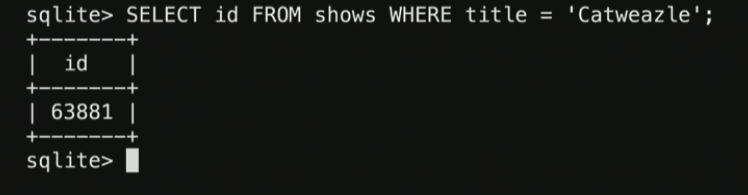 sqlite> SELECT id FROM shows WHERE title = 'Catweazle';
+-------+
|  id   |
+-------+
| 63881 |
+-------+
sqlite>